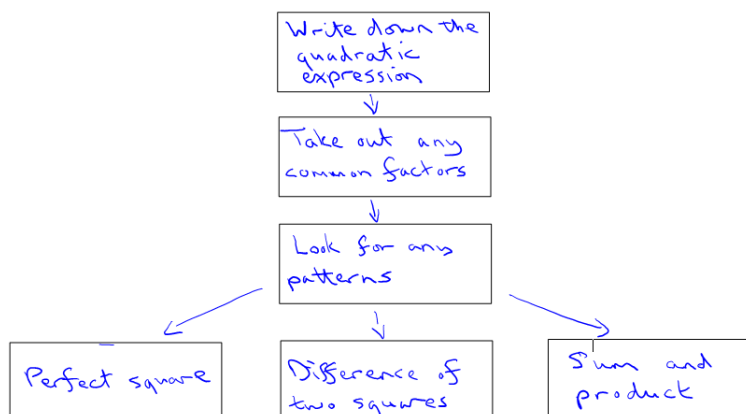 Write down the
quadratic
expression
Take out any
common factors
Look for any
patterns
Perfect square
Difference of
two squares
Sum and
product